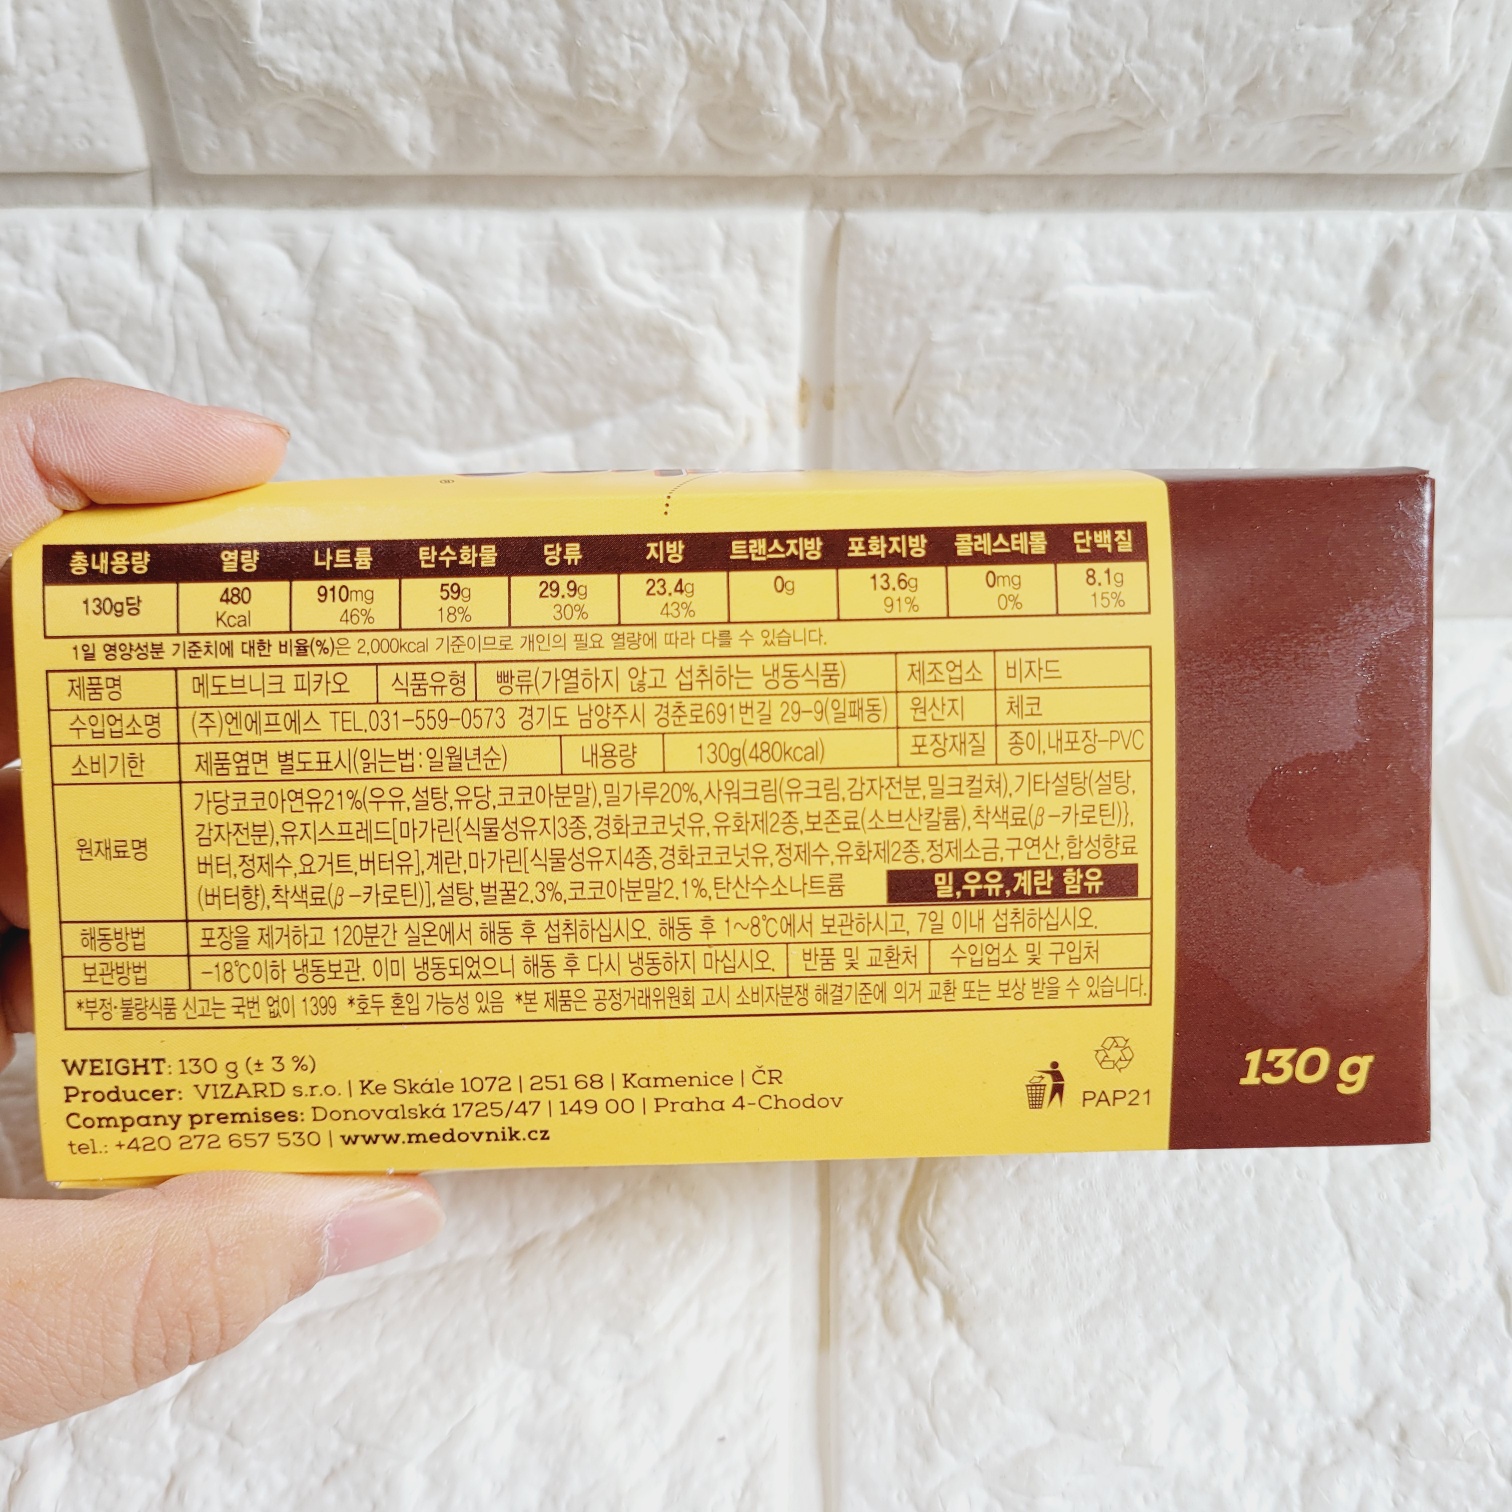 ®
총내용량 열량 나트륨 탄수화물 당류 지방 트랜스지방 포화지방 콜레스테롤 단백질
130g당 480 Kcal 910mg 46% 59g 18% 29.9g 30% 23.4g 43% 0g 13.6g 91% 0mg 0% 8.1g 15%
1일 영양성분 기준치에 대한 비율(%)은 2,000kcal 기준이므로 개인의 필요 열량에 따라 다를 수 있습니다.
제품명 메도브니크 피카오 식품유형 빵류(가열하지 않고 섭취하는 냉동식품) 제조업소 비자드
수입업소명 (주)엔에프에스 TEL.031-559-0573 경기도 남양주시 경춘로691번길 29-9(일패동) 원산지 체코
소비기한 제품옆면 별도표시(읽는법:일월년순) 내용량 130g(480kcal) 포장재질 종이,내포장-PVC
원재료명 가당코코아연유21%(우유,설탕,유당,코코아분말),밀가루20%,사워크림(유크림,감자전분,밀크컬쳐),기타설탕(설탕,
감자전분),유지스프레드[마가린{식물성유지3종,경화코코넛유,유화제2종,보존료(소브산칼륨),착색료(β-카로틴)},
버터,정제수,요거트,버터유],계란,마가린[식물성유지4종,경화코코넛유,정제수,유화제2종,정제소금,구연산,합성향료
(버터향),착색료(β-카로틴)],설탕,벌꿀2.3%,코코아분말2.1%,탄산수소나트륨 밀,우유,계란 함유
해동방법 포장을 제거하고 120분간 실온에서 해동 후 섭취하십시오. 해동 후 1~8℃에서 보관하시고, 7일 이내 섭취하십시오.
보관방법 -18℃이하 냉동보관. 이미 냉동되었으니 해동 후 다시 냉동하지 마십시오. 반품 및 교환처 수입업소 및 구입처
*부정·불량식품 신고는 국번 없이 1399 *호두 혼입 가능성 있음 *본 제품은 공정거래위원회 고시 소비자분쟁 해결기준에 의거 교환 또는 보상 받을 수 있습니다.
WEIGHT: 130 g (± 3 %)
Producer: VIZARD s.r.o. | Ke Skále 1072 | 251 68 | Kamenice | ČR
Company premises: Donovalská 1725/47 | 149 00 | Praha 4-Chodov
tel.: +420 272 657 530 | www.medovnik.cz
PAP21
130 g